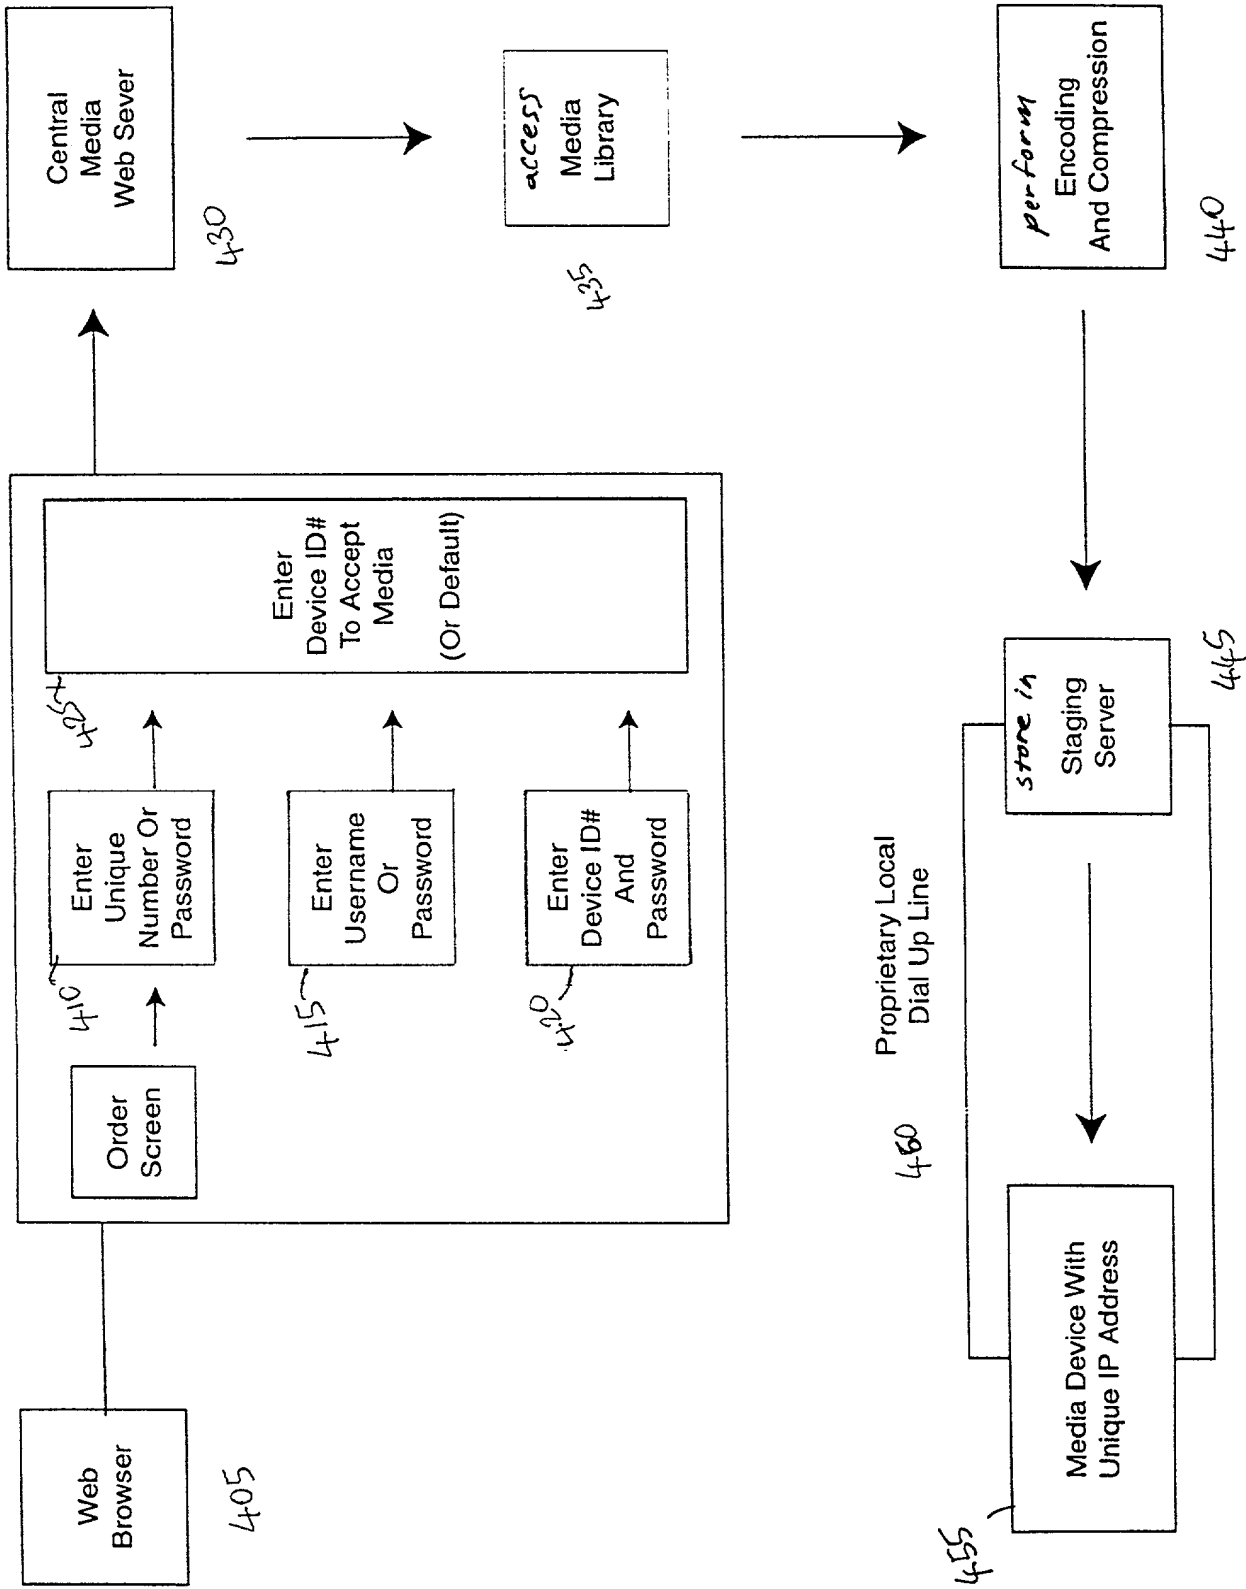 Web
Browser
405
Order
Screen
410
Enter
Unique
Number Or
Password
415
Enter
Username
Or
Password
420
Enter
Device ID#
And
Password
425
Enter
Device ID#
To Accept
Media
(Or Default)
Central
Media
Web Sever
430
access
Media
Library
435
perform
Encoding
And Compression
440
store in
Staging
Server
445
Proprietary Local
Dial Up Line
Media Device With
Unique IP Address
455